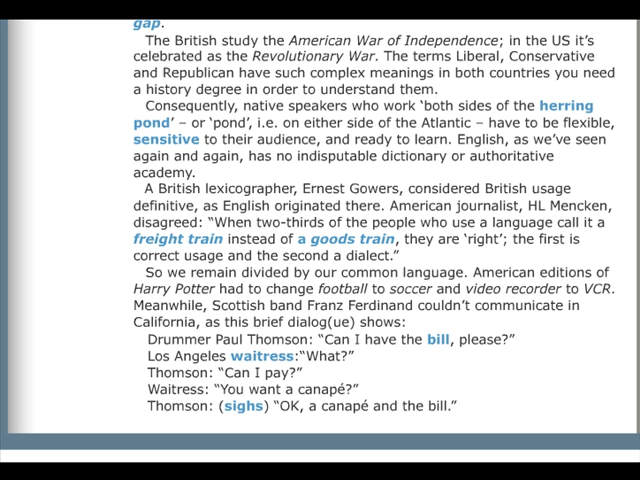 gap.
The British study the American War of Independence; in the US it's
celebrated as the Revolutionary War. The terms Liberal, Conservative
and Republican have such complex meanings in both countries you need
a history degree in order to understand them.
Consequently, native speakers who work ‘both sides of the herring
pond’ – or ‘pond’, i.e. on either side of the Atlantic – have to be flexible,
sensitive to their audience, and ready to learn. English, as we’ve seen
again and again, has no indisputable dictionary or authoritative
academy.
A British lexicographer, Ernest Gowers, considered British usage
definitive, as English originated there. American journalist, HL Mencken,
disagreed: “When two-thirds of the people who use a language call it a
freight train instead of a goods train, they are ‘right’; the first is
correct usage and the second a dialect.”
So we remain divided by our common language. American editions of
Harry Potter had to change football to soccer and video recorder to VCR.
Meanwhile, Scottish band Franz Ferdinand couldn’t communicate in
California, as this brief dialog(ue) shows:
Drummer Paul Thomson: “Can I have the bill, please?”
Los Angeles waitress:“What?”
Thomson: “Can I pay?”
Waitress: “You want a canapé?”
Thomson: (sighs) “OK, a canapé and the bill.”